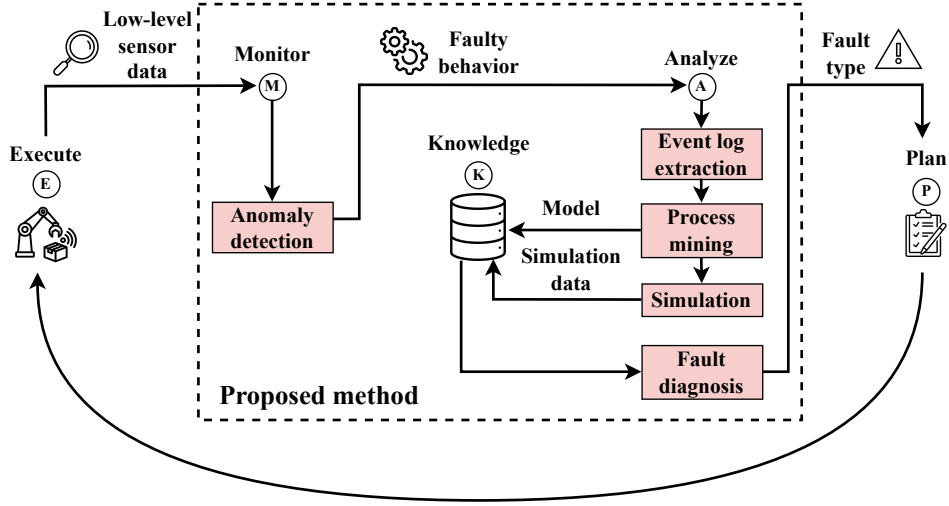 Low-level
sensor
data
Monitor
M
Faulty
behavior
Analyze
A
Fault
type
Execute
E
Anomaly
detection
Knowledge
K
Event log
extraction
Process
mining
Simulation
Model
Simulation
data
Fault
diagnosis
Plan
P
Proposed method